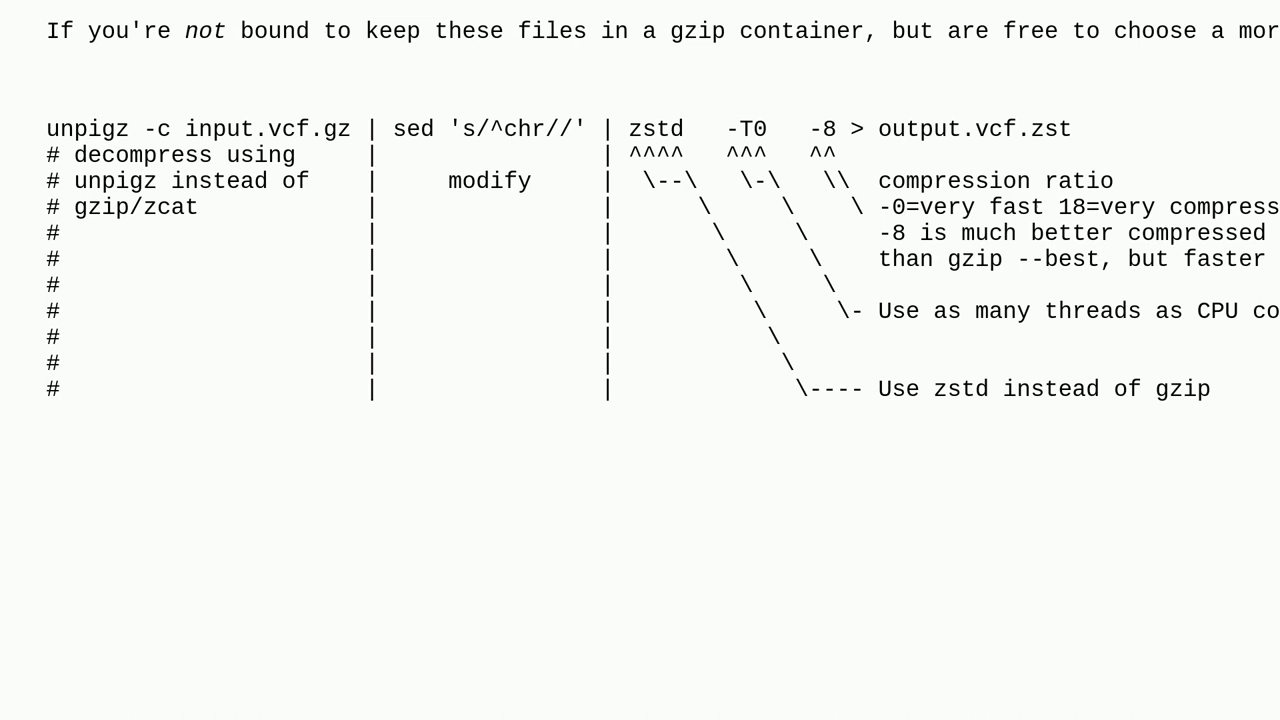 If you're not bound to keep these files in a gzip container, but are free to choose a mor
unpigz -c input.vcf.gz | sed 's/^chr//' | zstd   -T0   -8 > output.vcf.zst
# decompress using     |                | ^^^^   ^^^   ^^
# unpigz instead of    |     modify     |  \--\   \-\   \\  compression ratio
# gzip/zcat            |                |      \     \    \ -0=very fast 18=very compress
#                      |                |       \     \     -8 is much better compressed
#                      |                |        \     \    than gzip --best, but faster
#                      |                |         \     \
#                      |                |          \     \- Use as many threads as CPU co
#                      |                |           \
#                      |                |            \
#                      |                |             \---- Use zstd instead of gzip